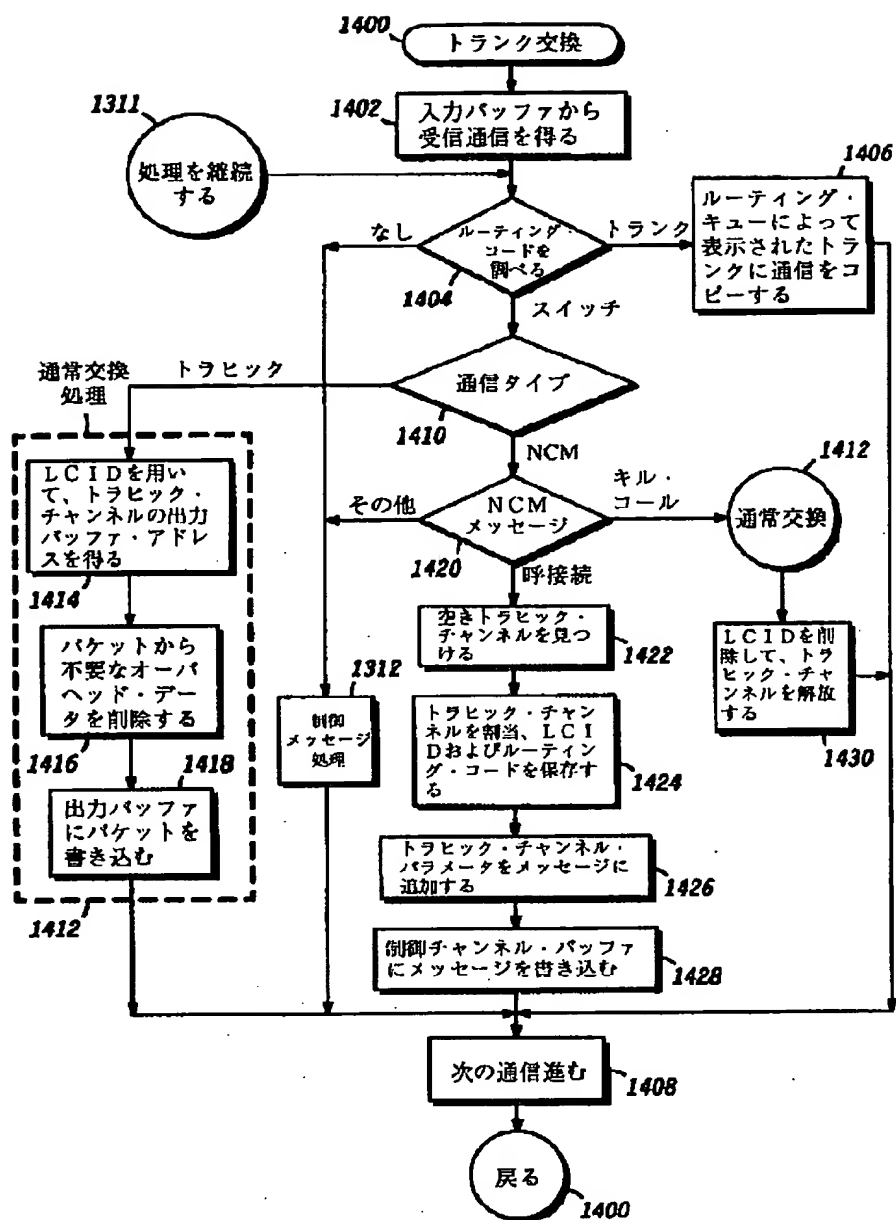 1400
トランク交換
1402
入力バッファから
受信通信を得る
1311
処理を継続
する
1406
ルーティング・
キューによって
表示されたトラ
ンクに通信をコ
ピーする
なし
ルーティング・
コードを
調べる
トランク
1404
スイッチ
通常交換
処理
トラヒック
通信タイプ
1410
NCM
LCIDを用い
て、トラヒック・
チャンネルの出力
バッファ・アドレ
スを得る
1414
その他
NCM
メッセージ
1420
キル・
コール
1412
通常交換
呼接続
空きトラヒック・
チャンネルを見つ
ける
1422
パケットから
不要なオーバ
ヘッド・デー
タを削除する
1416
1312
制御
メッセージ
処理
トラヒック・チャン
ネルを割当、LCI
Dおよびルーティン
グ・コードを保存す
る
1424
LCIDを削
除して、トラ
ヒック・チャ
ンネルを解放
する
1430
1418
出力バッファ
にパケットを
書き込む
1412
トラヒック・チャンネル・
パラメータをメッセージに
追加する
1426
制御チャンネル・バッファ
にメッセージを書き込む
1428
次の通信進む
1408
戻る
1400